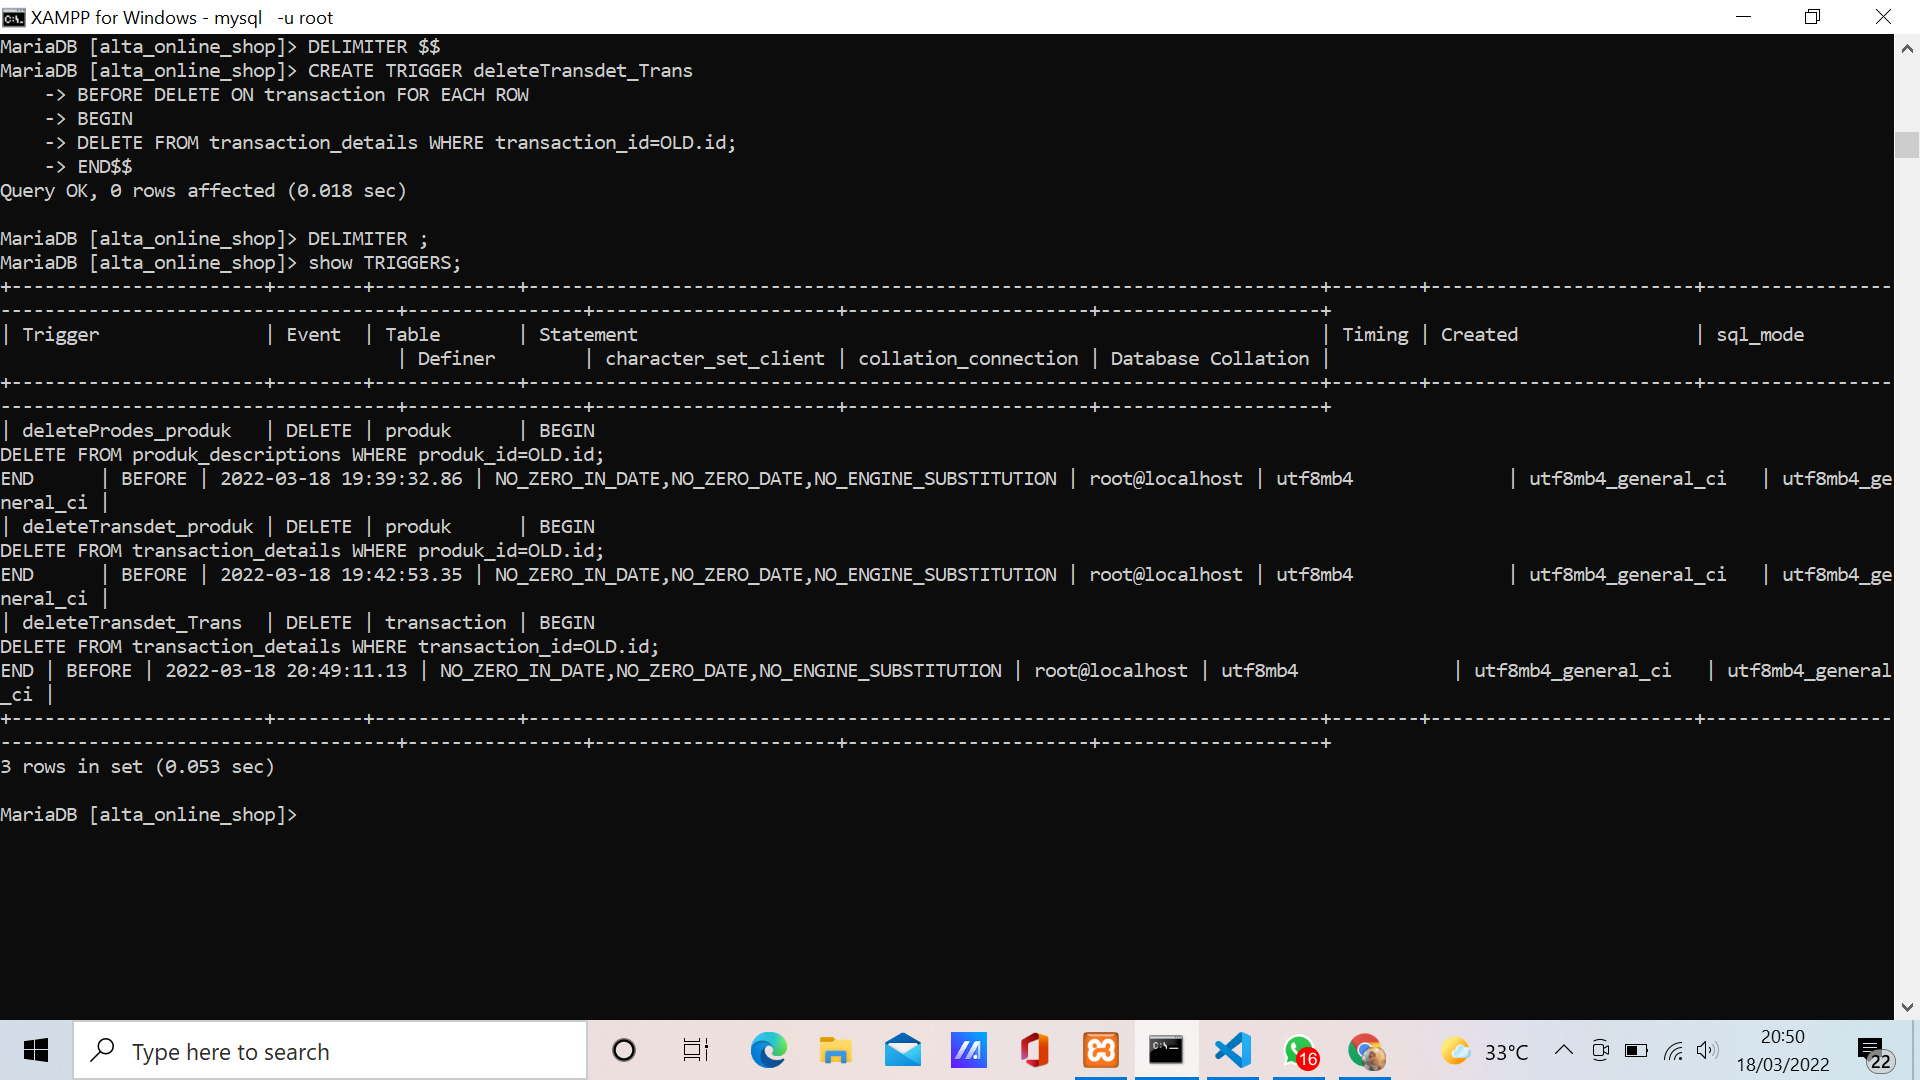 XAMPP for Windows - mysql   -u root
MariaDB [alta_online_shop]> DELIMITER $$
MariaDB [alta_online_shop]> CREATE TRIGGER deleteTransdet_Trans
    -> BEFORE DELETE ON transaction FOR EACH ROW
    -> BEGIN
    -> DELETE FROM transaction_details WHERE transaction_id=OLD.id;
    -> END$$
Query OK, 0 rows affected (0.018 sec)
MariaDB [alta_online_shop]> DELIMITER ;
MariaDB [alta_online_shop]> show TRIGGERS;
| Trigger | Event | Table | Statement | Timing | Created | sql_mode
| Definer | character_set_client | collation_connection | Database Collation |
| deleteProdes_produk | DELETE | produk | BEGIN
DELETE FROM produk_descriptions WHERE produk_id=OLD.id;
END | BEFORE | 2022-03-18 19:39:32.86 | NO_ZERO_IN_DATE,NO_ZERO_DATE,NO_ENGINE_SUBSTITUTION | root@localhost | utf8mb4 | utf8mb4_general_ci | utf8mb4_ge
neral_ci |
| deleteTransdet_produk | DELETE | produk | BEGIN
DELETE FROM transaction_details WHERE produk_id=OLD.id;
END | BEFORE | 2022-03-18 19:42:53.35 | NO_ZERO_IN_DATE,NO_ZERO_DATE,NO_ENGINE_SUBSTITUTION | root@localhost | utf8mb4 | utf8mb4_general_ci | utf8mb4_ge
neral_ci |
| deleteTransdet_Trans | DELETE | transaction | BEGIN
DELETE FROM transaction_details WHERE transaction_id=OLD.id;
END | BEFORE | 2022-03-18 20:49:11.13 | NO_ZERO_IN_DATE,NO_ZERO_DATE,NO_ENGINE_SUBSTITUTION | root@localhost | utf8mb4 | utf8mb4_general_ci | utf8mb4_general
_ci |
3 rows in set (0.053 sec)
MariaDB [alta_online_shop]>
Type here to search
16
33°C
20:50
18/03/2022
22